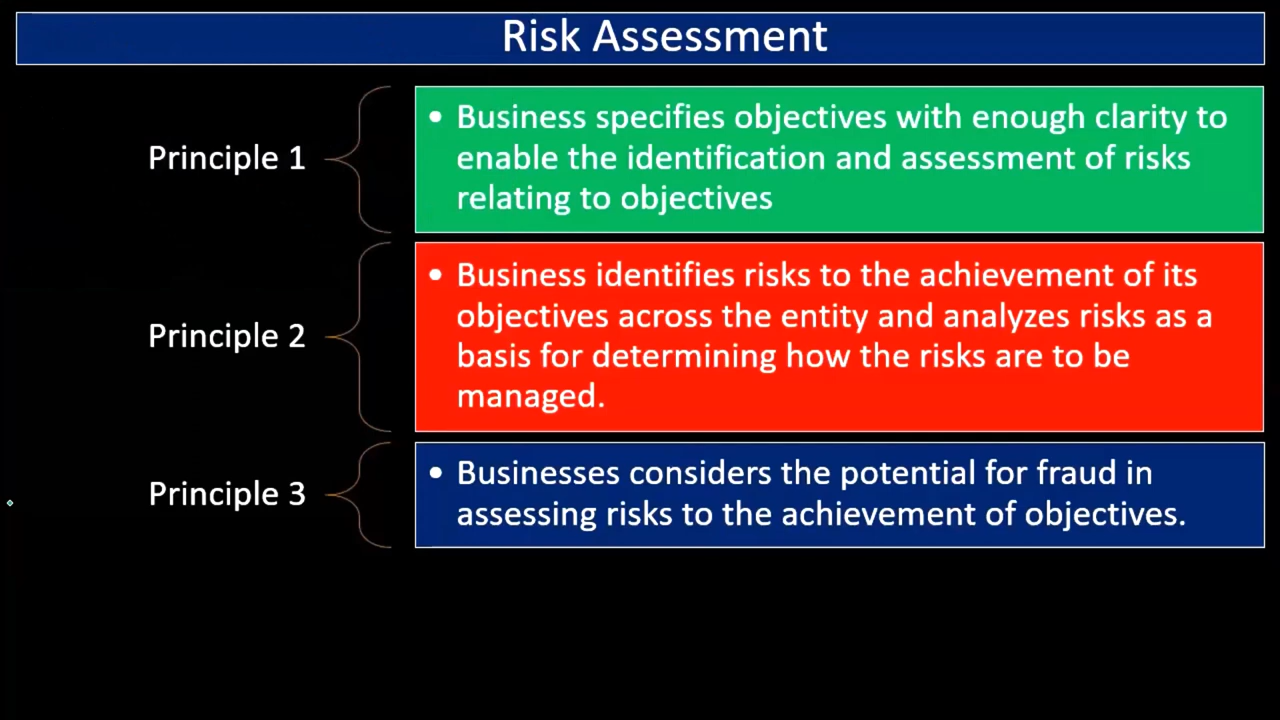 Risk Assessment
Principle 1
• Business specifies objectives with enough clarity to
enable the identification and assessment of risks
relating to objectives
Principle 2
• Business identifies risks to the achievement of its
objectives across the entity and analyzes risks as a
basis for determining how the risks are to be
managed.
Principle 3
• Businesses considers the potential for fraud in
assessing risks to the achievement of objectives.